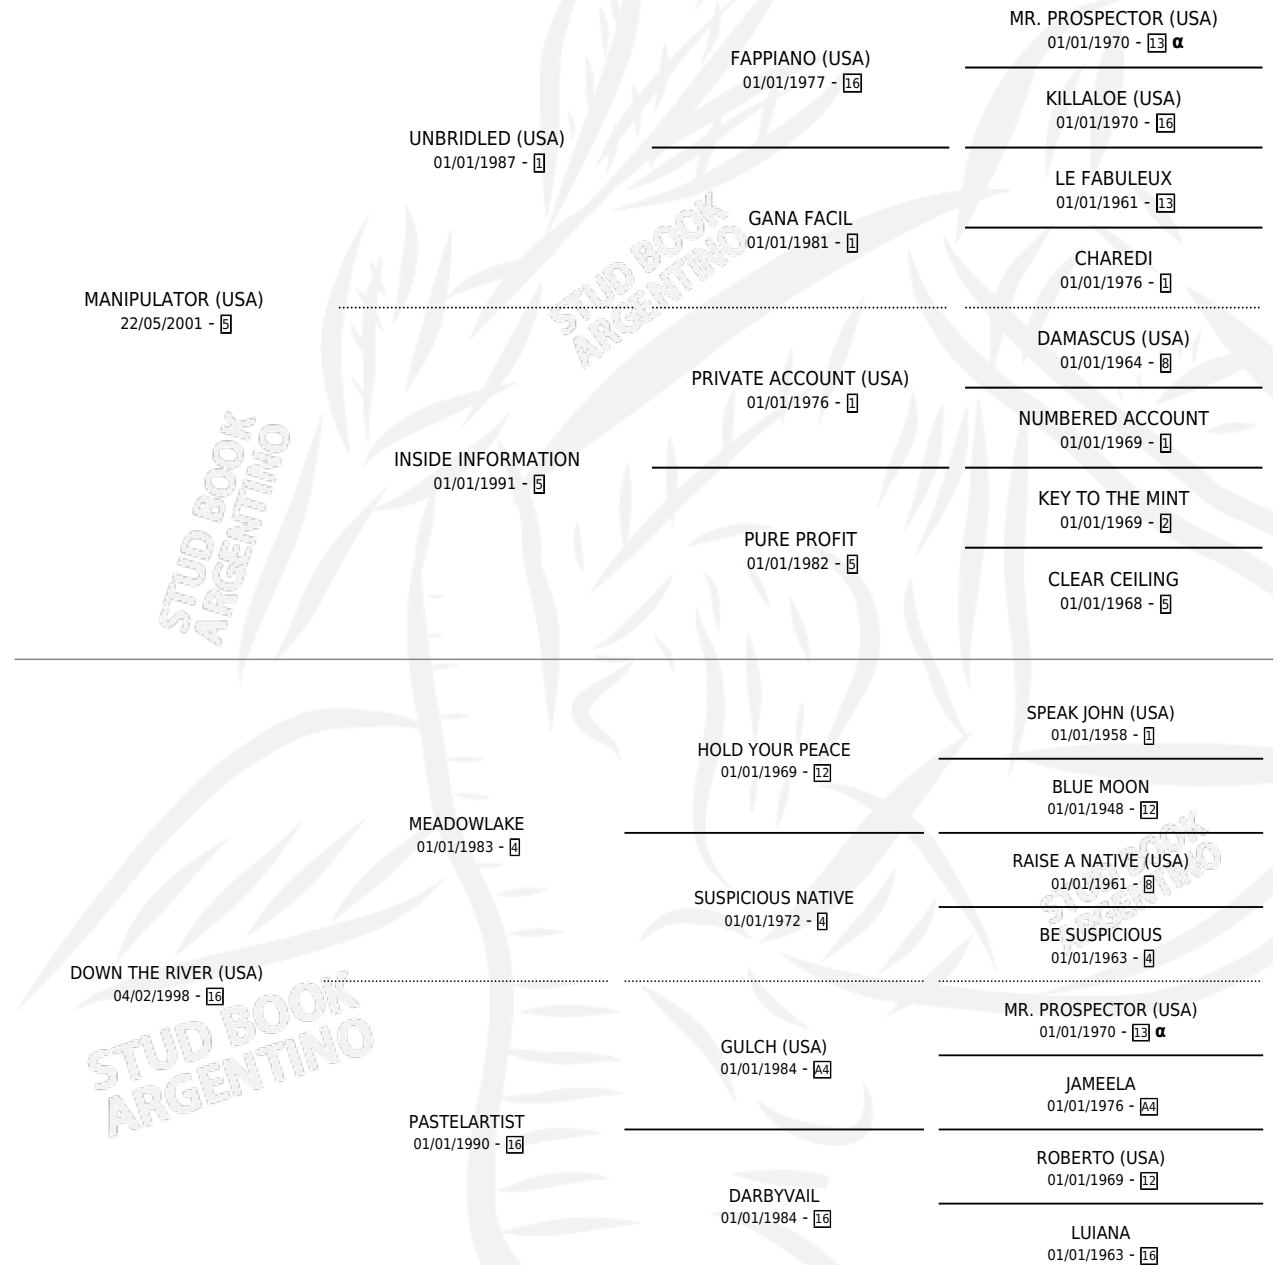 MR. PROSPECTOR (USA)
01/01/1970 - 13 α
FAPPIANO (USA)
01/01/1977 - 16
KILLALOE (USA)
01/01/1970 - 16
UNBRIDLED (USA)
01/01/1987 - 1
LE FABULEUX
01/01/1961 - 13
GANA FACIL
01/01/1981 - 1
CHAREDI
01/01/1976 - 1
MANIPULATOR (USA)
22/05/2001 - 5
DAMASCUS (USA)
01/01/1964 - 8
PRIVATE ACCOUNT (USA)
01/01/1976 - 1
NUMBERED ACCOUNT
01/01/1969 - 1
INSIDE INFORMATION
01/01/1991 - 5
KEY TO THE MINT
01/01/1969 - 2
PURE PROFIT
01/01/1982 - 5
CLEAR CEILING
01/01/1968 - 5
STUD BOOK
ARGENTINO
STUD BOOK
ARGENTINO
SPEAK JOHN (USA)
01/01/1958 - 1
HOLD YOUR PEACE
01/01/1969 - 12
BLUE MOON
01/01/1948 - 12
MEADOWLAKE
01/01/1983 - 4
RAISE A NATIVE (USA)
01/01/1961 - 8
SUSPICIOUS NATIVE
01/01/1972 - 4
BE SUSPICIOUS
01/01/1963 - 4
STUD BOOK
ARGENTINO
DOWN THE RIVER (USA)
04/02/1998 - 16
STUD BOOK
ARGENTINO
MR. PROSPECTOR (USA)
01/01/1970 - 13 α
GULCH (USA)
01/01/1984 - A4
JAMEELA
01/01/1976 - A4
PASTELARTIST
01/01/1990 - 16
ROBERTO (USA)
01/01/1969 - 12
DARBYVAIL
01/01/1984 - 16
LUIANA
01/01/1963 - 16